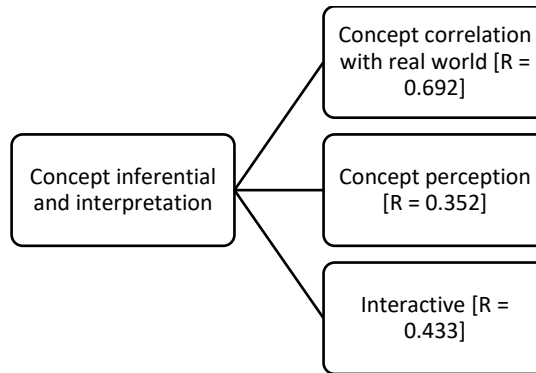 Concept correlation
with real world [R =
0.692]
Concept inferential
and interpretation
Concept perception
[R = 0.352]
Interactive [R =
0.433]